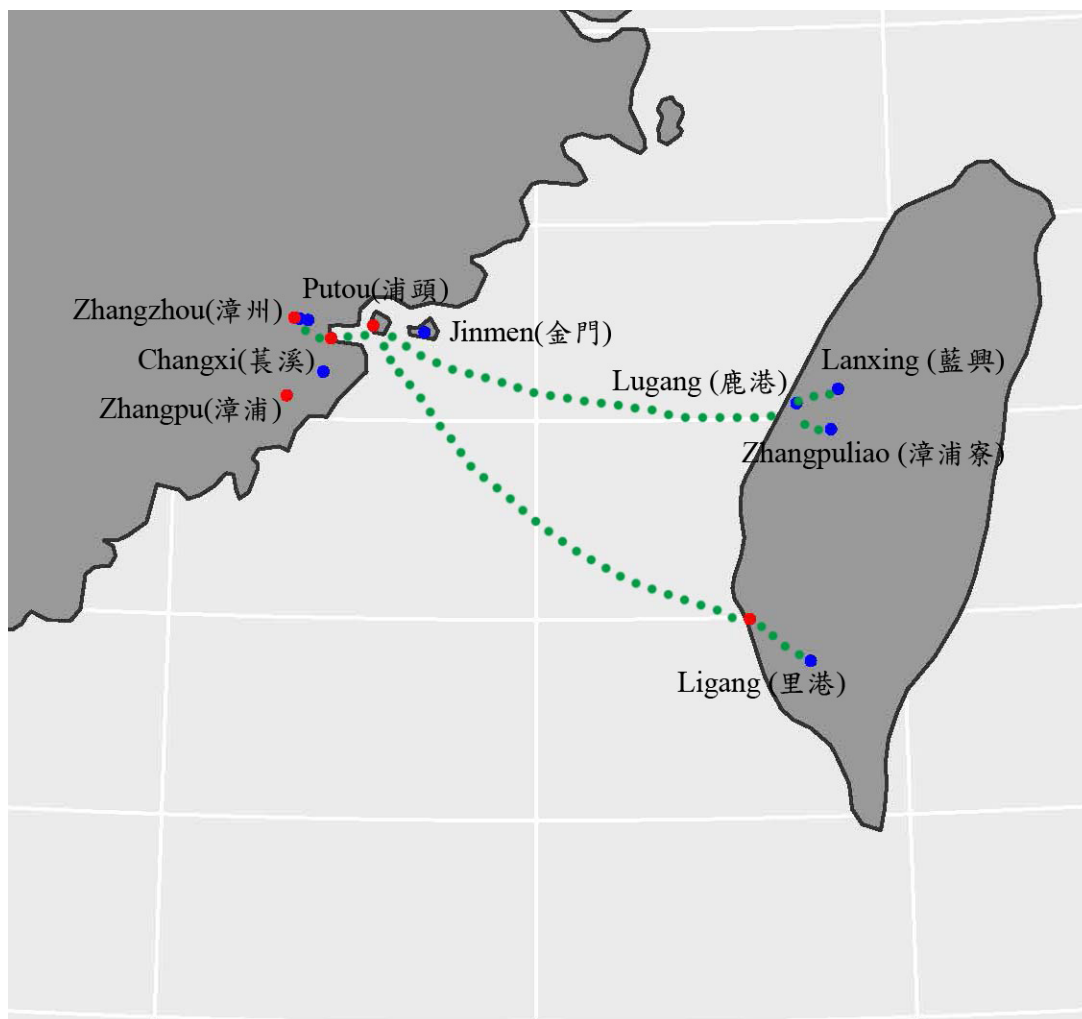 Putou(浦頭)
Zhangzhou(漳州)
Jinmen(金門)
Changxi(萇溪)
Lanxing (藍興)
Lugang (鹿港)
Zhangpu(漳浦)
Zhangpuliao (漳浦寮)
Ligang (里港)